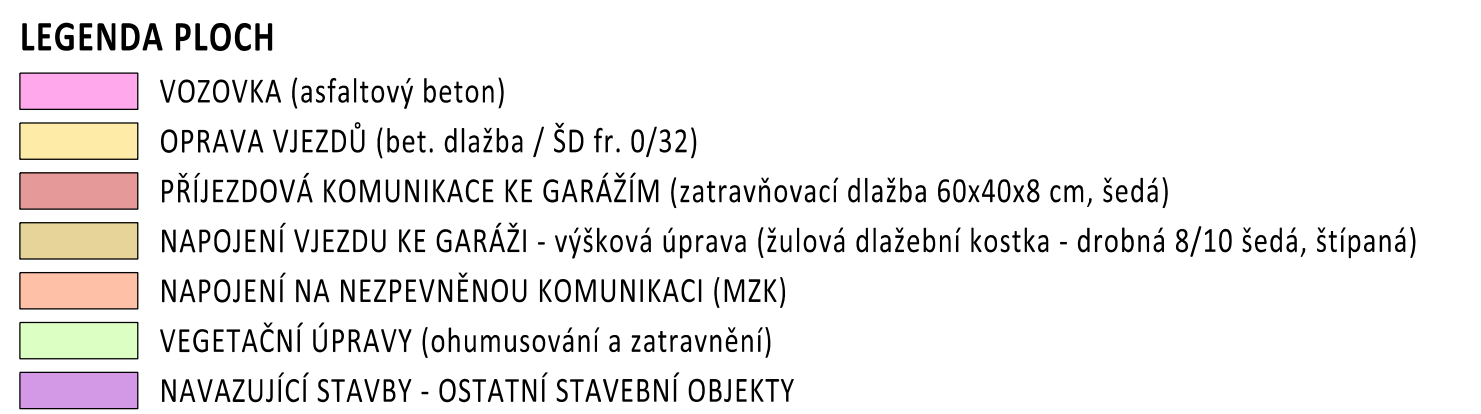 LEGENDA PLOCH
VOZOVKA (asfaltový beton)
OPRAVA VJEZDŮ (bet. dlažba / ŠD fr. 0/32)
PŘÍJEZDOVÁ KOMUNIKACE KE GARÁŽÍM (zatravňovací dlažba 60x40x8 cm, šedá)
NAPOJENÍ VJEZDU KE GARÁŽI - výšková úprava (žulová dlažební kostka - drobná 8/10 šedá, štípaná)
NAPOJENÍ NA NEZPEVNĚNOU KOMUNIKACI (MZK)
VEGETAČNÍ ÚPRAVY (ohumusování a zatravnění)
NAVAZUJÍCÍ STAVBY - OSTATNÍ STAVEBNÍ OBJEKTY